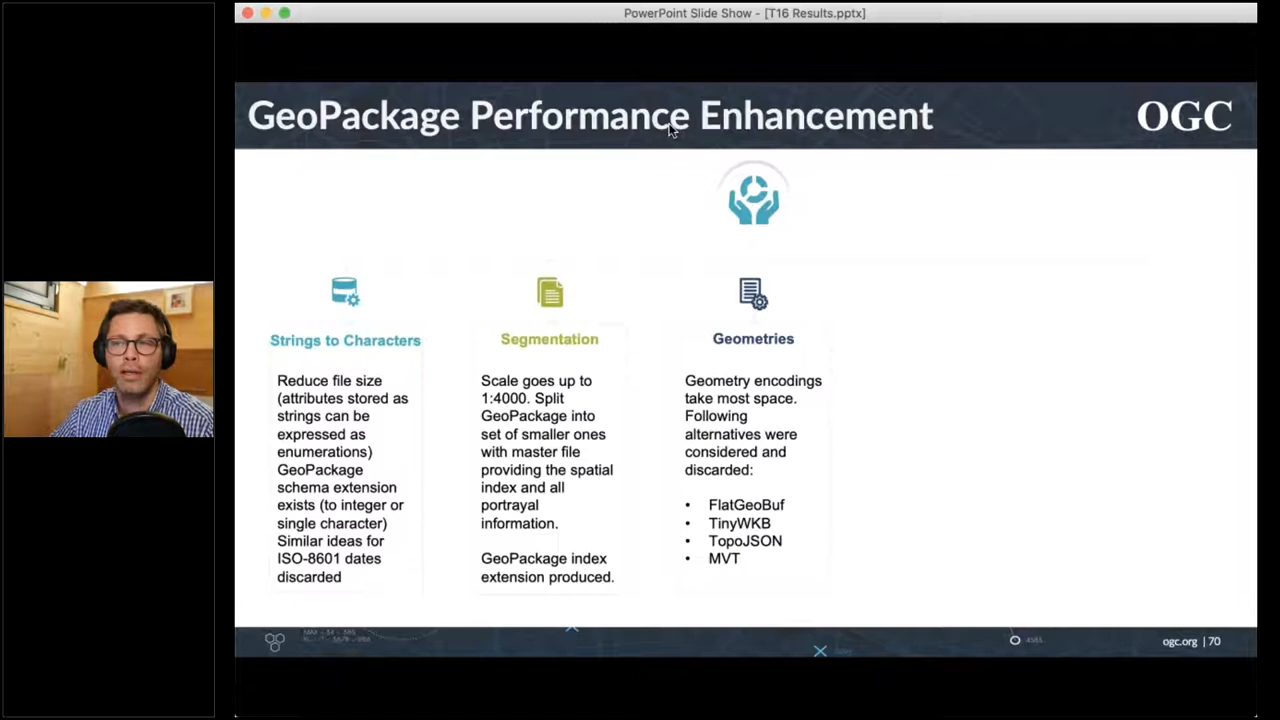 PowerPoint Slide Show - [T16 Results.pptx]
GeoPackage Performance Enhancement
OGC
Strings to Characters
Reduce file size
(attributes stored as
strings can be
expressed as
enumerations)
GeoPackage
schema extension
exists (to integer or
single character)
Similar ideas for
ISO-8601 dates
discarded
Segmentation
Scale goes up to
1:4000. Split
GeoPackage into
set of smaller ones
with master file
providing the spatial
index and all
portrayal
information.
GeoPackage index
extension produced.
Geometries
Geometry encodings
take most space.
Following
alternatives were
considered and
discarded:
• FlatGeoBuf
• TinyWKB
• TopoJSON
• MVT
ogc.org | 70